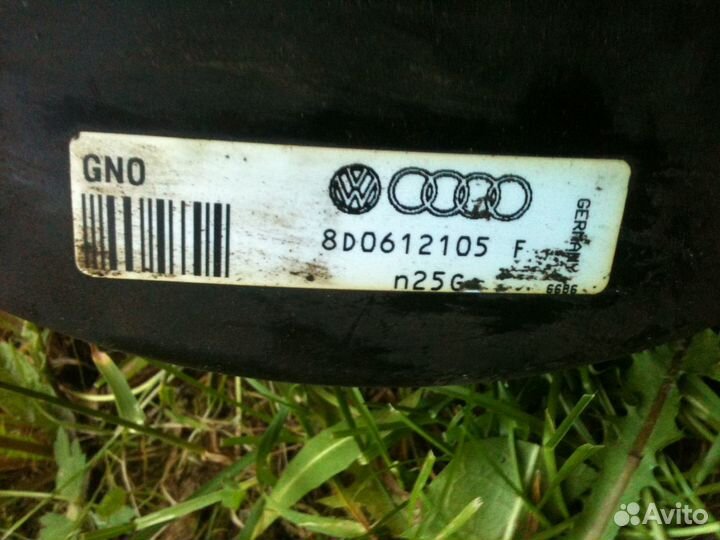 GNO
8D0612105 F
n25G
GERMANY
6686
Avito